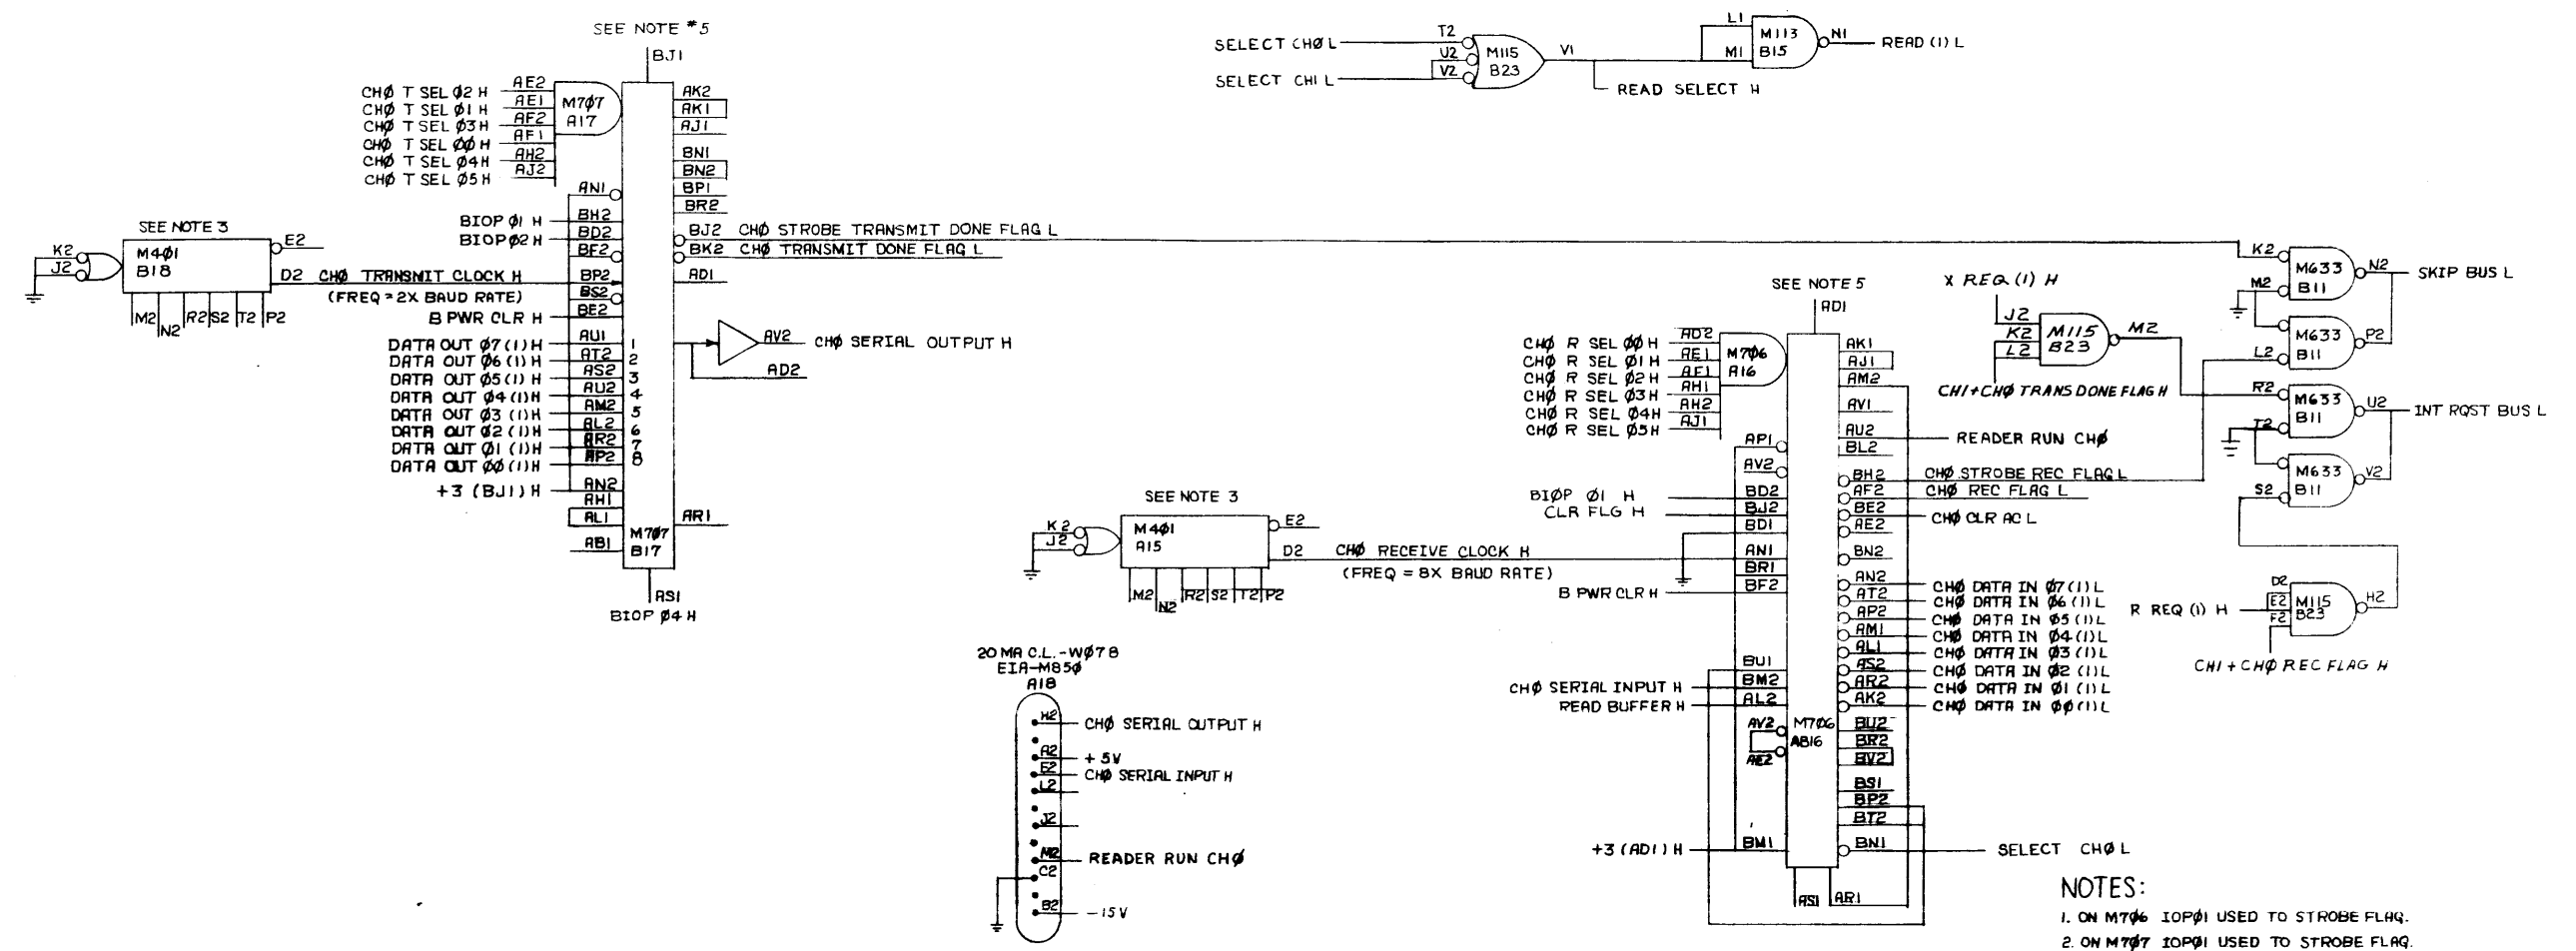 SEE NOTE #5
BJ1
AE2
AE1
AF2
AF1
AH2
AJ2
CHØ T SEL Ø2 H
CHØ T SEL Ø1 H
CHØ T SEL Ø3 H
CHØ T SEL ØØ H
CHØ T SEL Ø4 H
CHØ T SEL Ø5 H
M7Ø7
A17
AK2
AK1
AJ1
BN1
BN2
BP1
BR2
AN1
BIOP Ø1 H
BH2
BIOP Ø2 H
BD2
BF2
BJ2 CHØ STROBE TRANSMIT DONE FLAG L
BK2 CHØ TRANSMIT DONE FLAG L
AD1
SEE NOTE 3
K2
J2
M4Ø1
B18
E2
D2 CHØ TRANSMIT CLOCK H
(FREQ = 2X BAUD RATE)
BP2
BS2
M2
N2
R2
S2
T2
P2
B PWR CLR H
BE2
DATA OUT Ø7 (1) H AU1 1
DATA OUT Ø6 (1) H AT2 2
DATA OUT Ø5 (1) H AS2 3
DATA OUT Ø4 (1) H AU2 4
DATA OUT Ø3 (1) H AM2 5
DATA OUT Ø2 (1) H AL2 6
DATA OUT Ø1 (1) H AR2 7
DATA OUT ØØ (1) H AP2 8
+3 (BJ1) H AN2
AH1
AL1
AB1
M7Ø7
B17
AV2 CHØ SERIAL OUTPUT H
AD2
AR1
AS1
BIOP Ø4 H
SELECT CHØ L
SELECT CH1 L
T2
U2
V2
M115
B23
V1
READ SELECT H
L1
M1
M113
B15
N1
READ (1) L
SEE NOTE 3
K2
J2
M4Ø1
A15
E2
D2 CHØ RECEIVE CLOCK H
(FREQ = 8X BAUD RATE)
M2
N2
R2
S2
T2
P2
20 MA C.L.-WØ78
EIA-M85Ø
A18
H2 CHØ SERIAL OUTPUT H
A2 +5V
E2 CHØ SERIAL INPUT H
L2
J2
M2 READER RUN CHØ
C2
B2 -15V
SEE NOTE 5
AD1
CHØ R SEL ØØ H AD2
CHØ R SEL Ø1 H AE1
CHØ R SEL Ø2 H AF1
CHØ R SEL Ø3 H AH1
CHØ R SEL Ø4 H AH2
CHØ R SEL Ø5 H AJ1
M7Ø6
A16
AP1
AV2
BIØP Ø1 H BD2
CLR FLG H BJ2
BD1
AN1
BR1
B PWR CLR H BF2
BU1
CHØ SERIAL INPUT H BM2
READ BUFFER H AL2
AV2
AE2
M7Ø6
AB16
+3 (AD1) H BM1
AS1
AR1
AK1
AJ1
AM2
AV1
AU2 READER RUN CHØ
BL2
BH2 CHØ STROBE REC FLAG L
AF2 CHØ REC FLAG L
BE2 CHØ CLR AC L
AE2
BN2
AN2 CHØ DATA IN Ø7 (1) L
AT2 CHØ DATA IN Ø6 (1) L
AP2 CHØ DATA IN Ø5 (1) L
AM1 CHØ DATA IN Ø4 (1) L
AL1 CHØ DATA IN Ø3 (1) L
AS2 CHØ DATA IN Ø2 (1) L
AR2 CHØ DATA IN Ø1 (1) L
AK2 CHØ DATA IN ØØ (1) L
BU2
BR2
BV2
BS1
BP2
BT2
BN1 SELECT CHØ L
X REQ (1) H
J2
K2
L2
M115
B23
M2
CH1+CHØ TRANS DONE FLAG H
K2
M633
B11
N2
SKIP BUS L
M2
M633
B11
P2
L2
R2
M633
B11
U2
INT RQST BUS L
T2
M633
B11
V2
S2
R REQ (1) H
D2
E2
F2
M115
B23
H2
CH1 + CHØ REC FLAG H
NOTES:
1. ON M7Ø6 IOPØ1 USED TO STROBE FLAG.
2. ON M7Ø7 IOPØ1 USED TO STROBE FLAG.